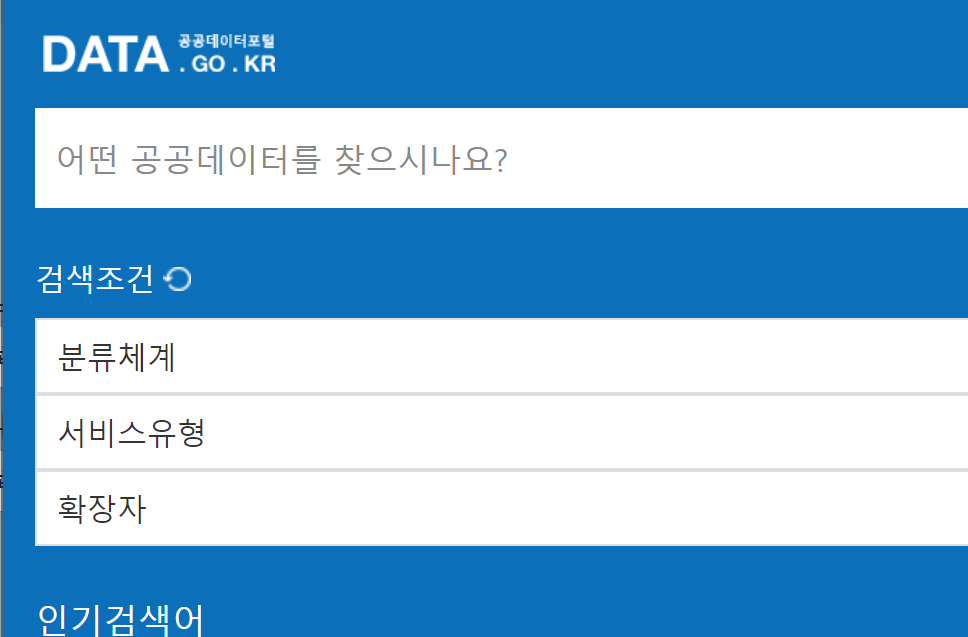 DATA 공공데이터포털
. GO . KR
어떤 공공데이터를 찾으시나요?
검색조건
분류체계
서비스유형
확장자
인기검색어